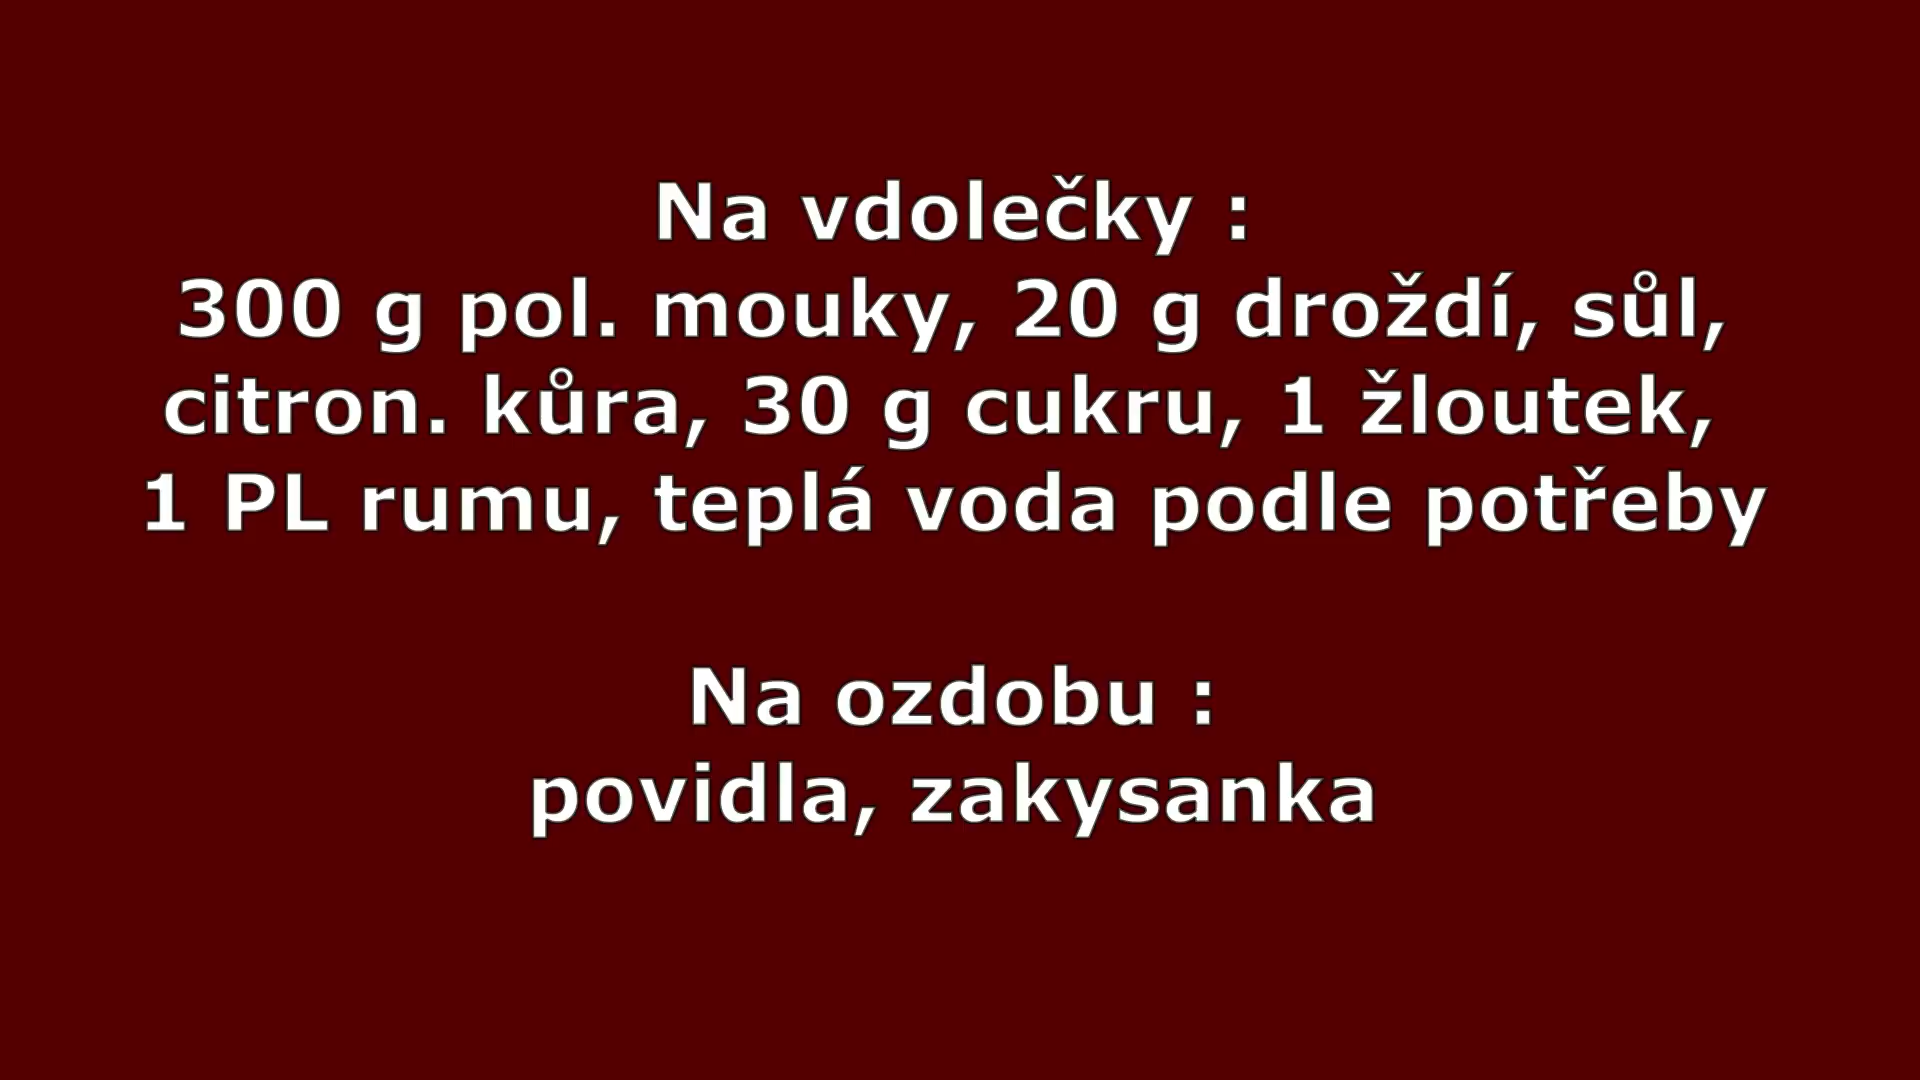 Na vdolečky :
300 g pol. mouky, 20 g droždí, sůl,
citron. kůra, 30 g cukru, 1 žloutek,
1 PL rumu, teplá voda podle potřeby
Na ozdobu :
povidla, zakysanka